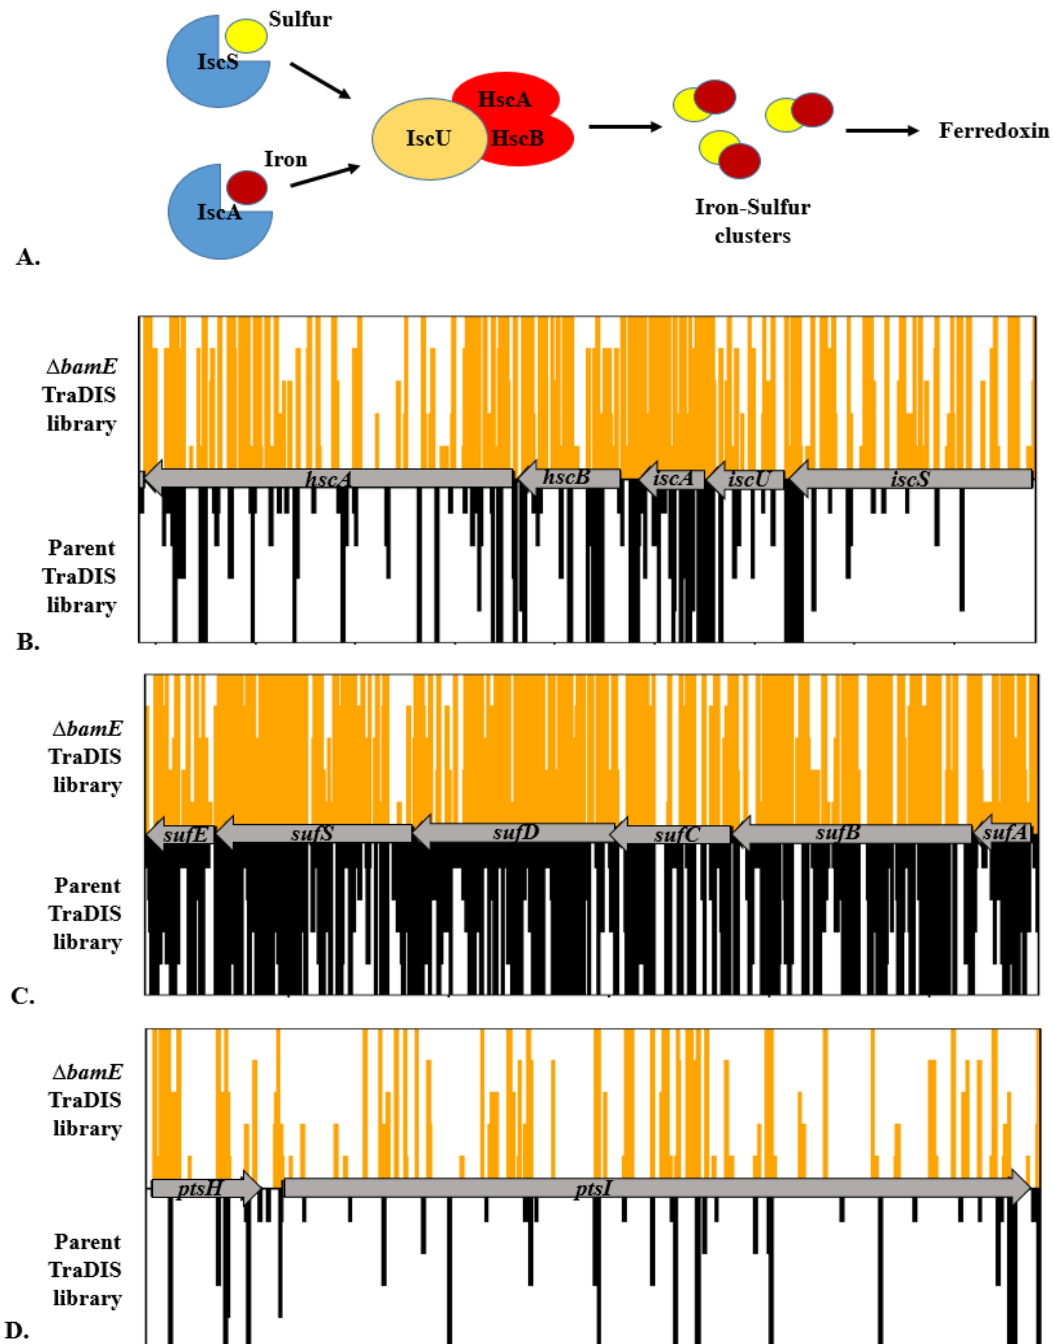 Sulfur
IscS
HscA
IscU
HscB
Ferredoxin
Iron
IscA
Iron-Sulfur
clusters
A.
ΔbamE
TraDIS
library
hscA
hscB
iscA
iscU
iscS
Parent
TraDIS
library
B.
ΔbamE
TraDIS
library
sufE
sufS
sufD
sufC
sufB
sufA
Parent
TraDIS
library
C.
ΔbamE
TraDIS
library
ptsH
ptsI
Parent
TraDIS
library
D.